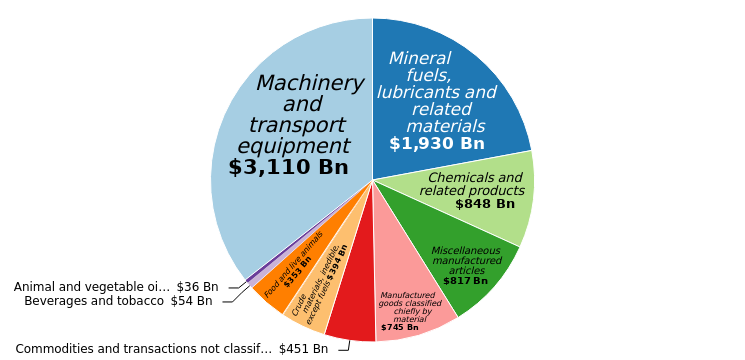 Machinery
and
transport
equipment
$3,110 Bn
Mineral
fuels,
lubricants and
related
materials
$1,930 Bn
Chemicals and
related products
$848 Bn
Miscellaneous
manufactured
articles
$817 Bn
Manufactured
goods classified
chiefly by
material
$745 Bn
Commodities and transactions not classif... $451 Bn
Crude
materials, inedible,
except fuels $394 Bn
Food and live animals
$353 Bn
Beverages and tobacco $54 Bn
Animal and vegetable oi... $36 Bn